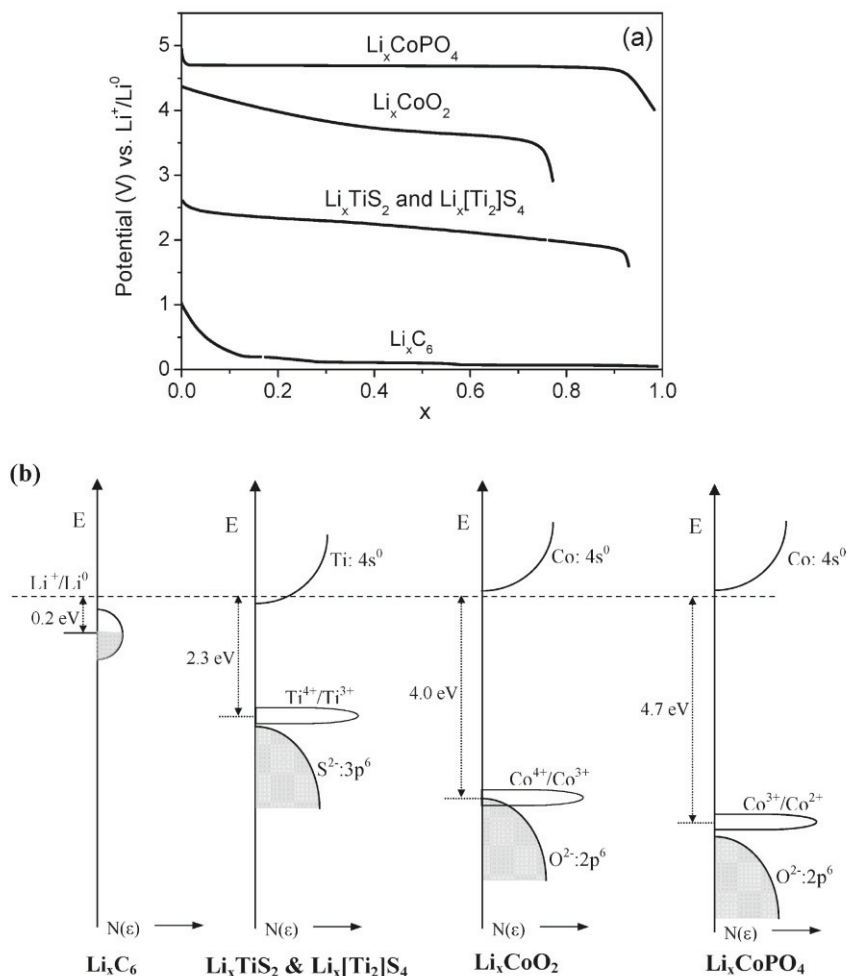 (a)
Potential (V) vs. Li⁺/Li⁰
5
4
3
2
1
0
LiₓCoPO₄
LiₓCoO₂
LiₓTiS₂ and Liₓ[Ti₂]S₄
LiₓC₆
0.0 0.2 0.4 0.6 0.8 1.0
x
(b)
E E E E
Ti: 4s⁰ Co: 4s⁰ Co: 4s⁰
Li⁺/Li⁰
0.2 eV
2.3 eV
4.0 eV
4.7 eV
Ti⁴⁺/Ti³⁺
S²⁻:3p⁶
Co⁴⁺/Co³⁺
O²⁻:2p⁶
Co³⁺/Co²⁺
O²⁻:2p⁶
N(ε) N(ε) N(ε) N(ε)
LiₓC₆ LiₓTiS₂ & Liₓ[Ti₂]S₄ LiₓCoO₂ LiₓCoPO₄